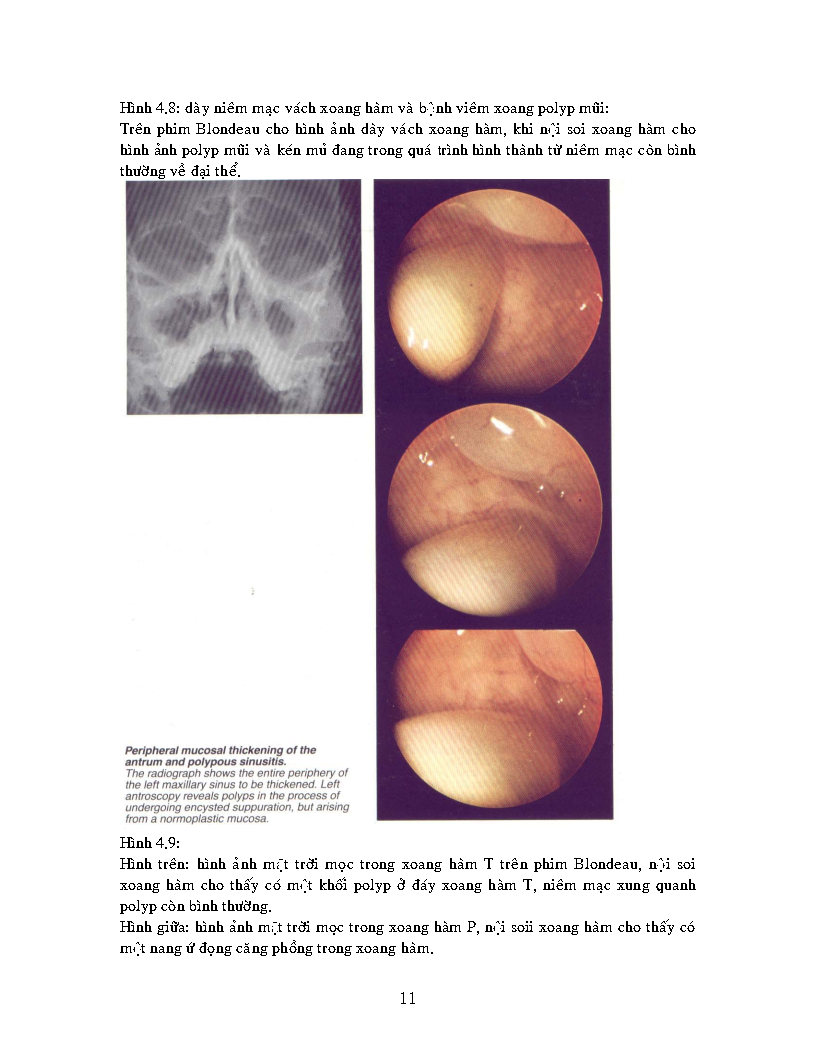 Hình 4.8: dày niêm mạc vách xoang hàm và bệnh viêm xoang polyp mũi:
Trên phim Blondeau cho hình ảnh dày vách xoang hàm, khi nội soi xoang hàm cho
hình ảnh polyp mũi và kén mủ đang trong quá trình hình thành từ niêm mạc còn bình
thường về đại thể.
Peripheral mucosal thickening of the
antrum and polypous sinusitis.
The radiograph shows the entire periphery of
the left maxillary sinus to be thickened. Left
antroscopy reveals polyps in the process of
undergoing encysted suppuration, but arising
from a normoplastic mucosa.
Hình 4.9:
Hình trên: hình ảnh mặt trời mọc trong xoang hàm T trên phim Blondeau, nội soi
xoang hàm cho thấy có một khối polyp ở đáy xoang hàm T, niêm mạc xung quanh
polyp còn bình thường.
Hình giữa: hình ảnh mặt trời mọc trong xoang hàm P, nội soii xoang hàm cho thấy có
một nang ứ đọng căng phồng trong xoang hàm.
11